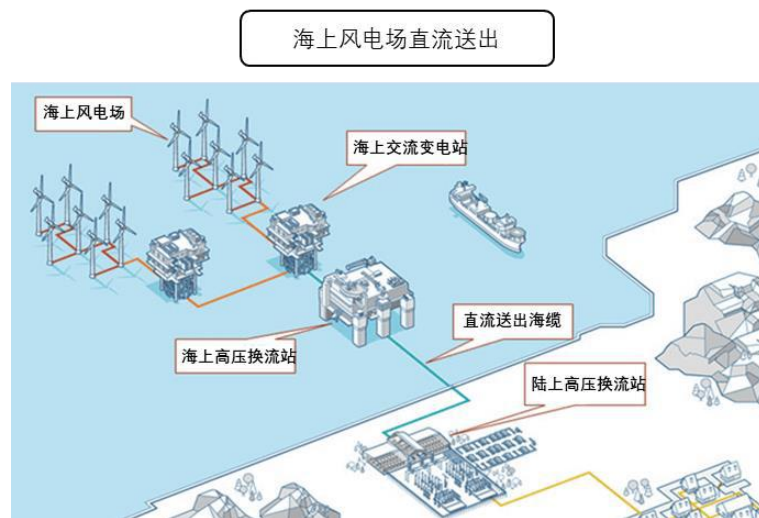 海上风电场直流送出
海上风电场
海上交流变电站
海上高压换流站
直流送出海缆
陆上高压换流站